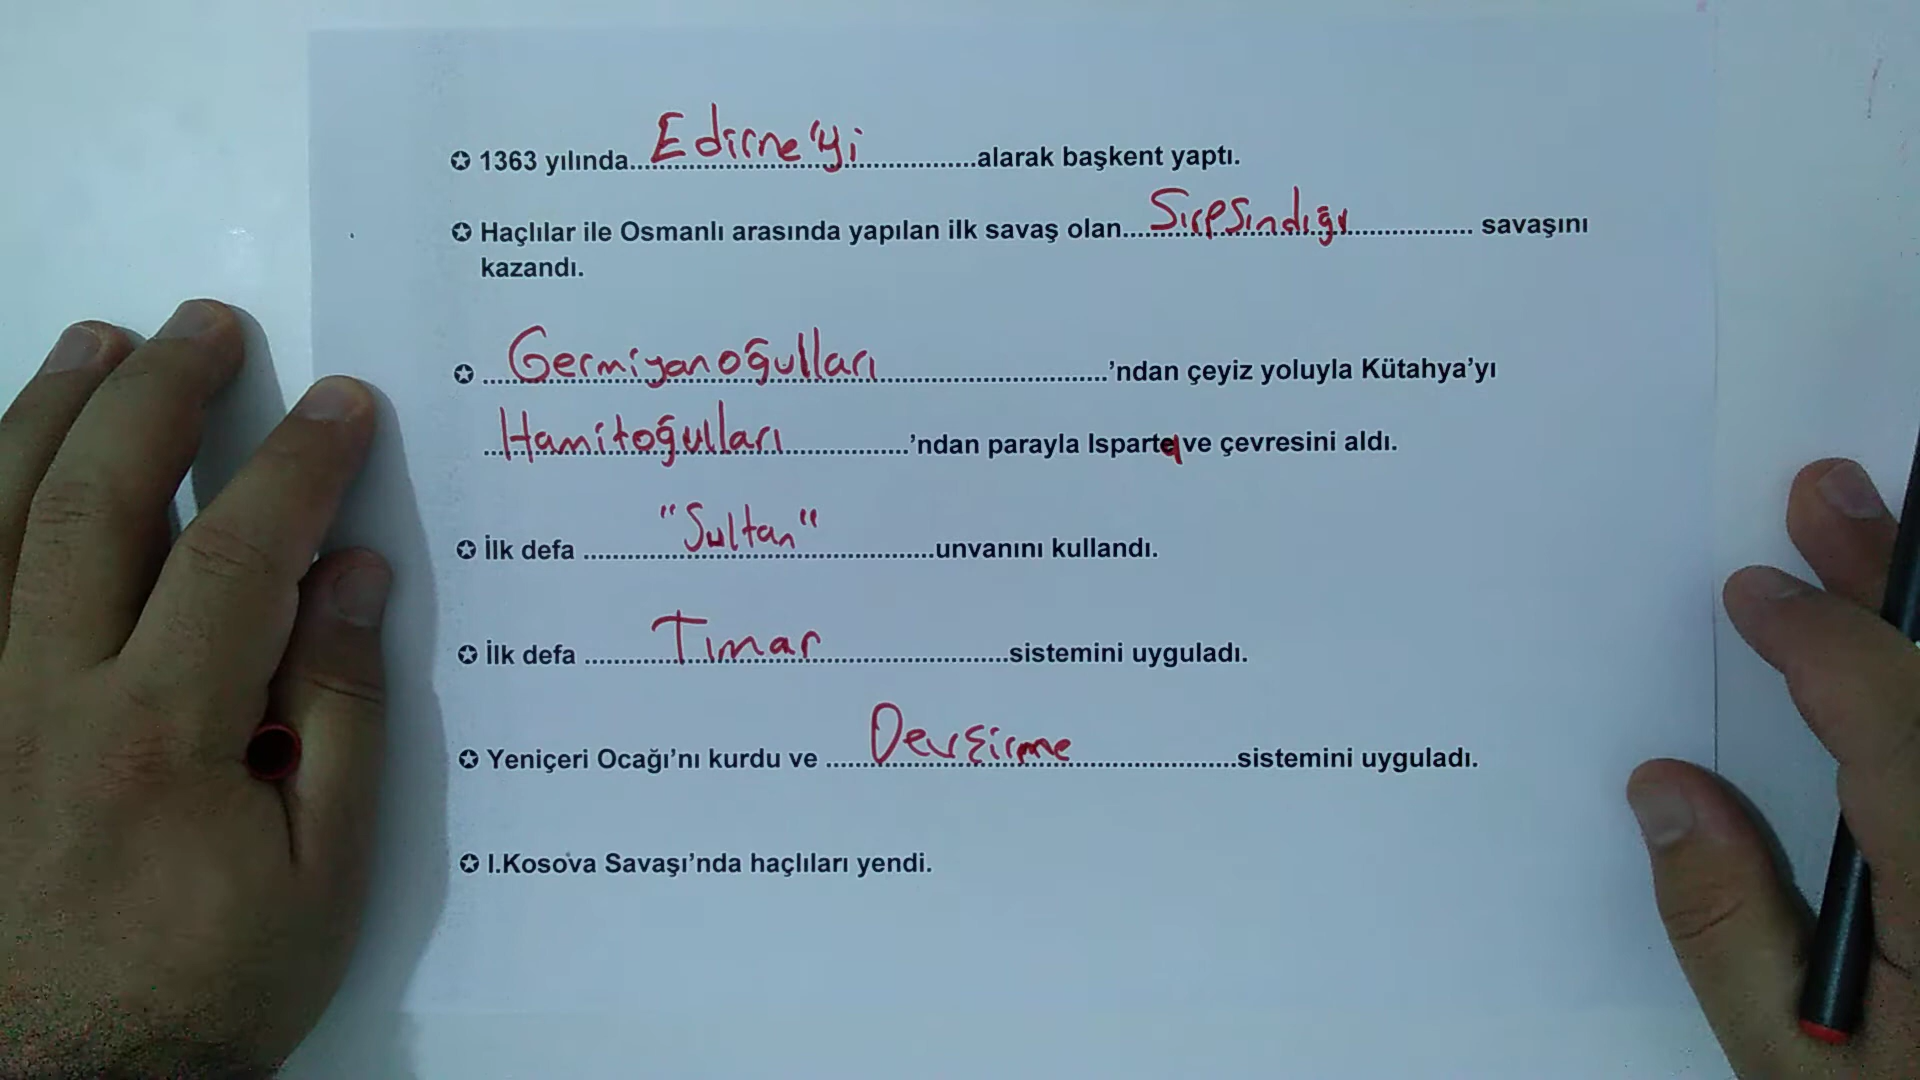 ✪ 1363 yılında...Edirne'yi...alarak başkent yaptı.
✪ Haçlılar ile Osmanlı arasında yapılan ilk savaş olan...Sırpsındığı... savaşını
kazandı.
✪ ...Germiyanoğulları...'ndan çeyiz yoluyla Kütahya'yı
...Hamitoğulları...'ndan parayla Isparta ve çevresini aldı.
✪ İlk defa ..."Sultan"...unvanını kullandı.
✪ İlk defa ...Tımar...sistemini uyguladı.
✪ Yeniçeri Ocağı'nı kurdu ve ...Devşirme...sistemini uyguladı.
✪ I.Kosova Savaşı'nda haçlıları yendi.